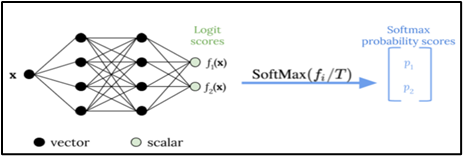 Logit
scores
Softmax
probability scores
x
f₁(x)
f₂(x)
SoftMax(fᵢ/T)
p₁
p₂
vector
scalar